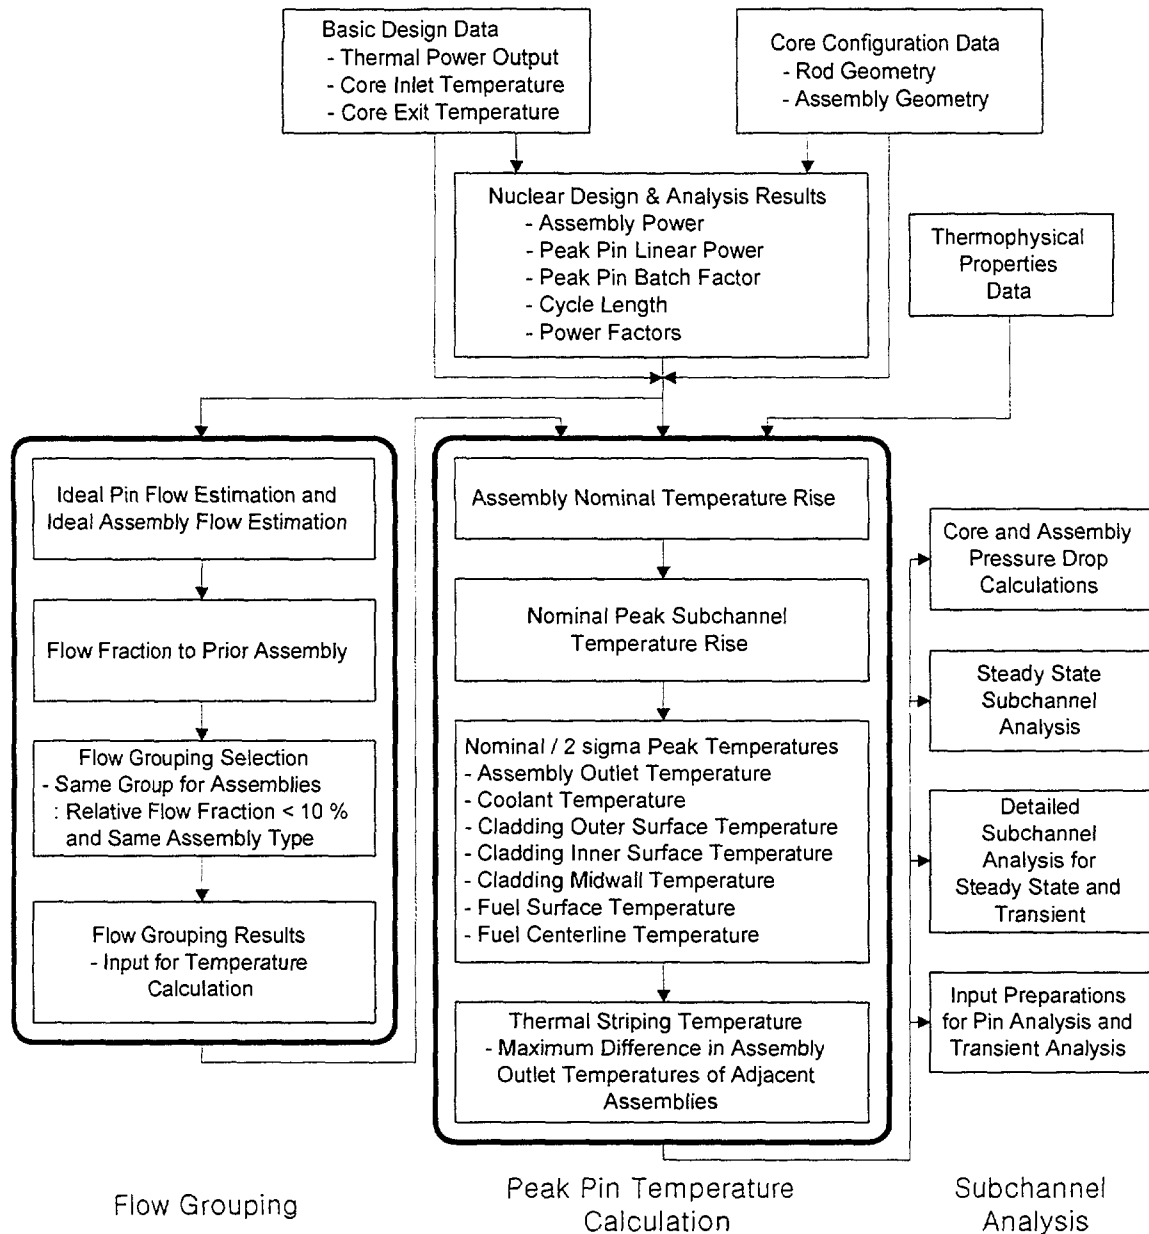 Basic Design Data
- Thermal Power Output
- Core Inlet Temperature
- Core Exit Temperature
Core Configuration Data
- Rod Geometry
- Assembly Geometry
Nuclear Design & Analysis Results
- Assembly Power
- Peak Pin Linear Power
- Peak Pin Batch Factor
- Cycle Length
- Power Factors
Thermophysical
Properties
Data
Ideal Pin Flow Estimation and
Ideal Assembly Flow Estimation
Flow Fraction to Prior Assembly
Flow Grouping Selection
- Same Group for Assemblies
: Relative Flow Fraction < 10 %
and Same Assembly Type
Flow Grouping Results
- Input for Temperature
Calculation
Assembly Nominal Temperature Rise
Nominal Peak Subchannel
Temperature Rise
Nominal / 2 sigma Peak Temperatures
- Assembly Outlet Temperature
- Coolant Temperature
- Cladding Outer Surface Temperature
- Cladding Inner Surface Temperature
- Cladding Midwall Temperature
- Fuel Surface Temperature
- Fuel Centerline Temperature
Thermal Striping Temperature
- Maximum Difference in Assembly
Outlet Temperatures of Adjacent
Assemblies
Core and Assembly
Pressure Drop
Calculations
Steady State
Subchannel
Analysis
Detailed
Subchannel
Analysis for
Steady State and
Transient
Input Preparations
for Pin Analysis and
Transient Analysis
Flow Grouping
Peak Pin Temperature
Calculation
Subchannel
Analysis